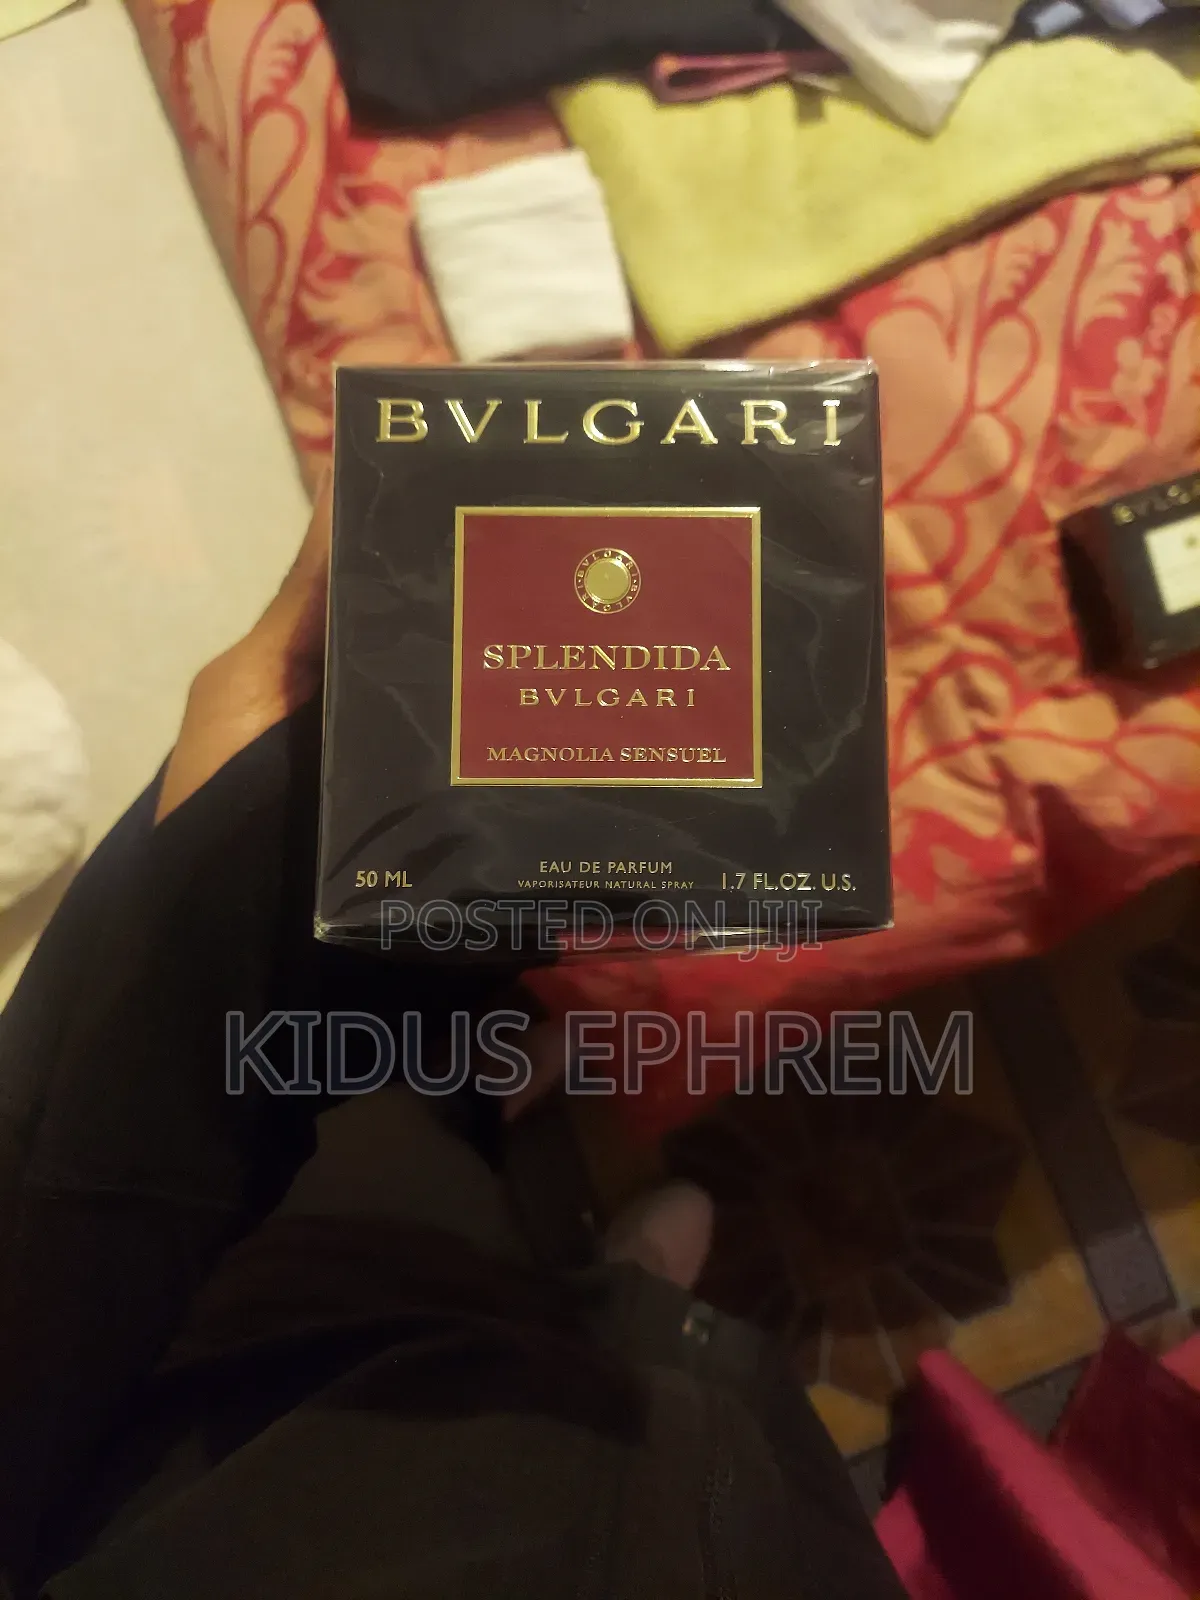 BVLGARI
BVLGARI · BVLGARI
SPLENDIDA
BVLGARI
MAGNOLIA SENSUEL
50 ML
EAU DE PARFUM
VAPORISATEUR NATURAL SPRAY
1.7 FL.OZ. U.S.
POSTED ON JIJI
KIDUS EPHREM